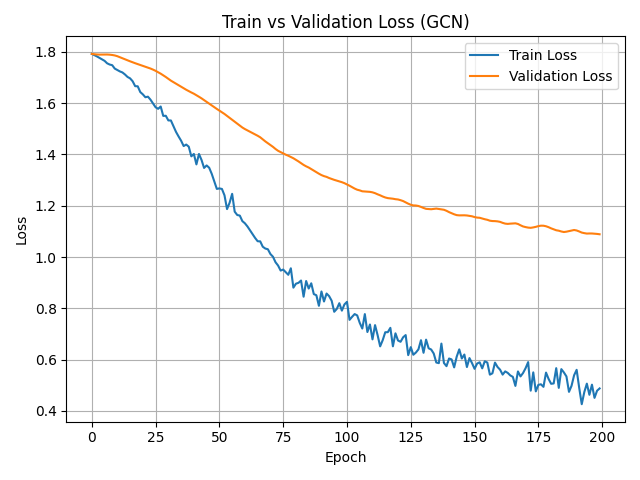 Train vs Validation Loss (GCN)
Train Loss
Validation Loss
Loss
1.8
1.6
1.4
1.2
1.0
0.8
0.6
0.4
0 25 50 75 100 125 150 175 200
Epoch